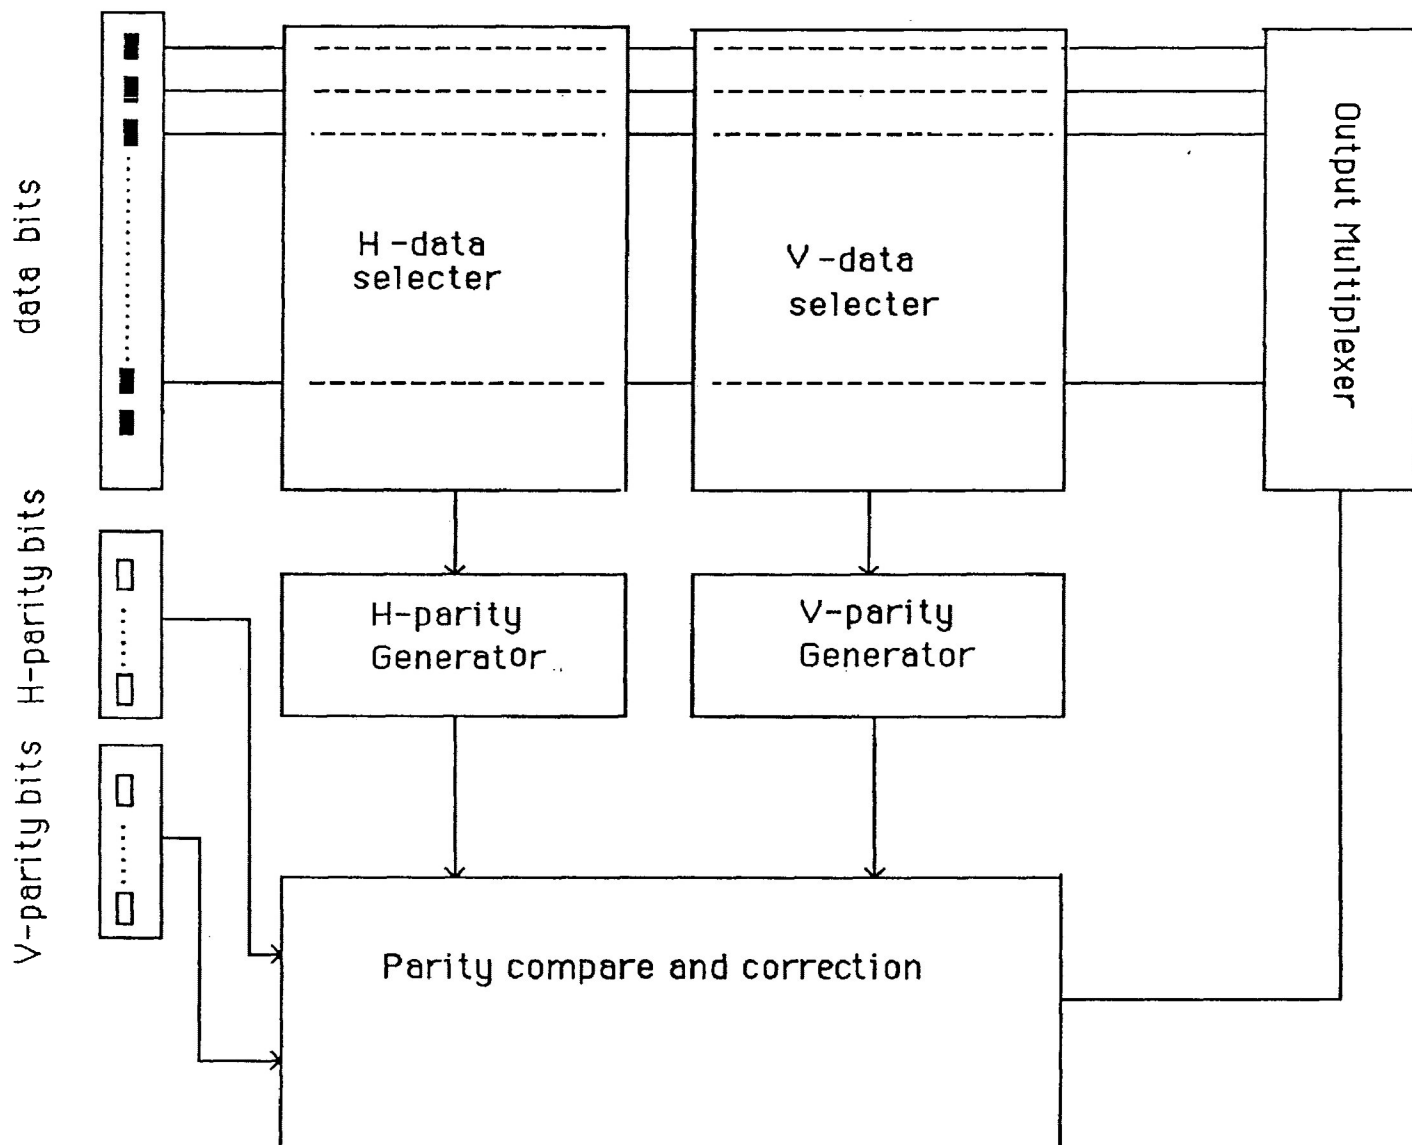 data bits
H-data
selecter
V-data
selecter
Output Multiplexer
H-parity bits
H-parity
Generator
V-parity
Generator
V-parity bits
Parity compare and correction